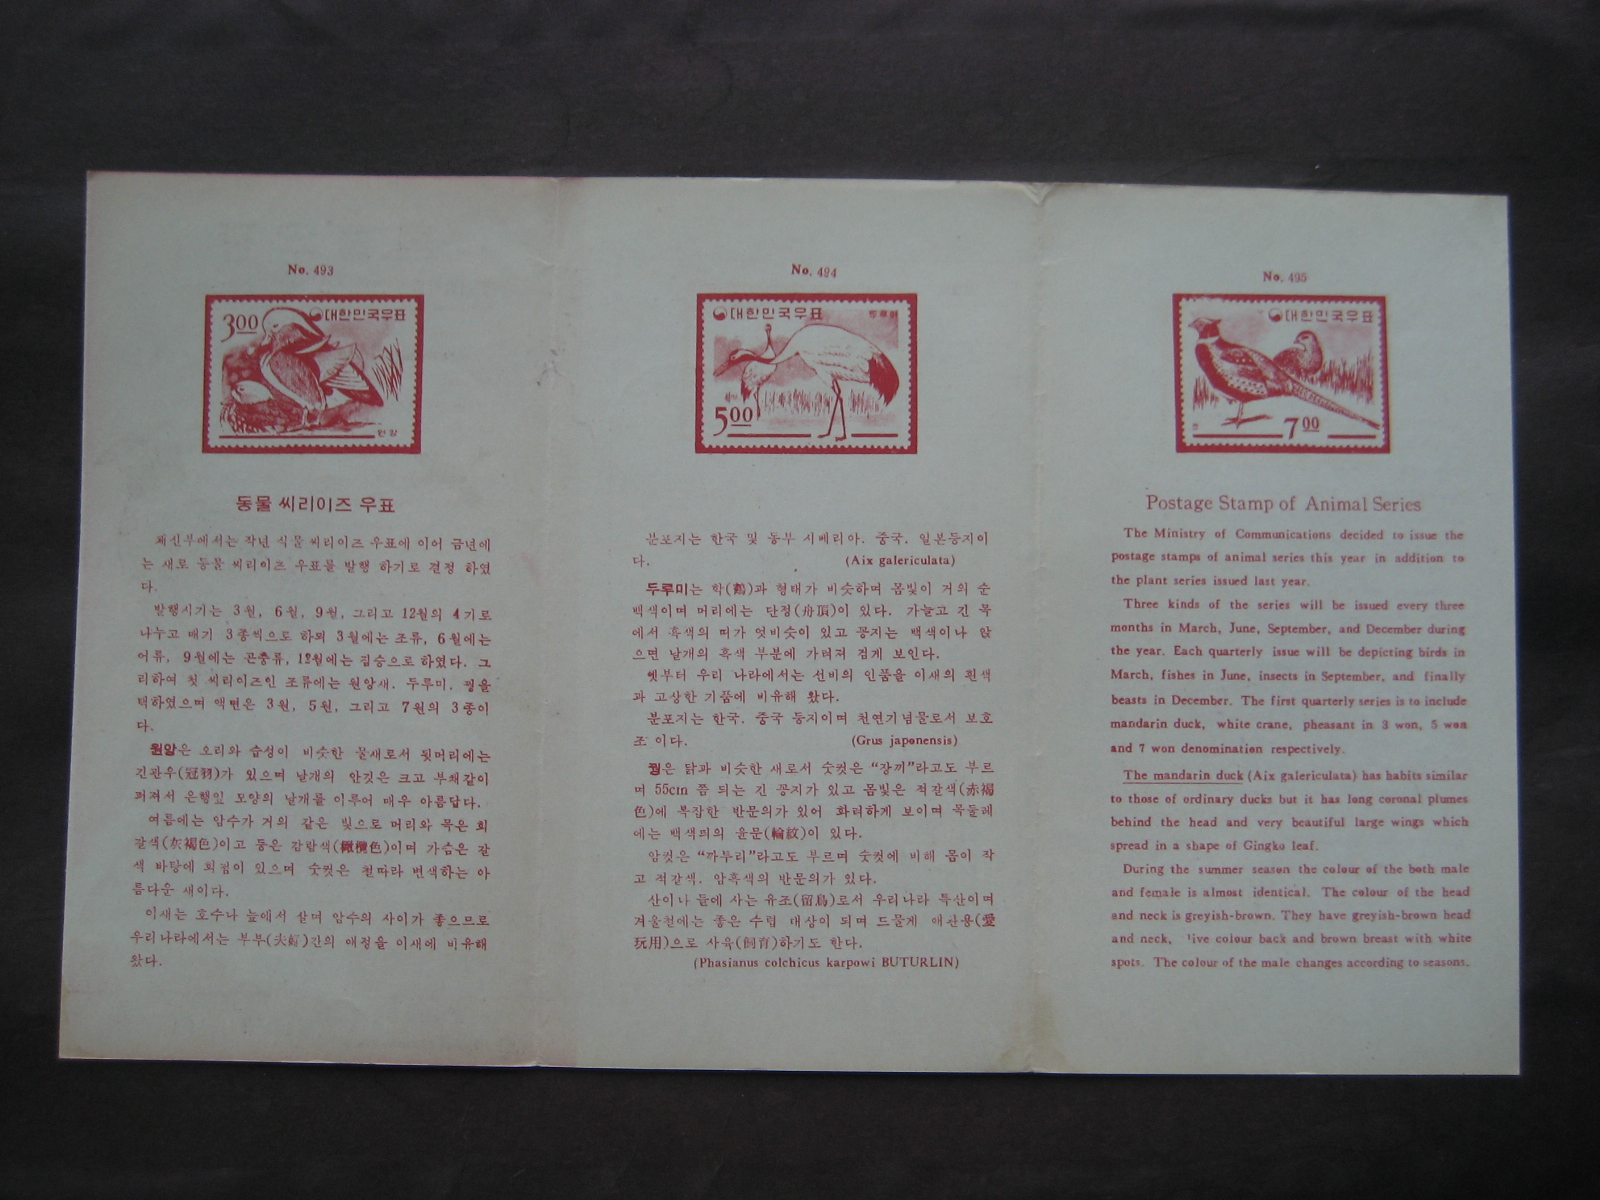 No. 493
3.00
대한민국우표
원앙
동물 씨리이즈 우표
체신부에서는 작년 식물 씨리이즈 우표에 이어 금년에
는 새로 동물 씨리이즈 우표를 발행 하기로 결정 하였
다.
발행시기는 3월, 6월, 9월, 그리고 12월의 4기로
나누고 매기 3종씩으로 하되 3월에는 조류, 6월에는
어류, 9월에는 곤충류, 12월에는 짐승으로 하였다. 그
리하여 첫 씨리이즈인 조류에는 원앙새. 두루미. 꿩을
택하였으며 액면은 3원, 5원, 그리고 7원의 3종이
다.
원앙은 오리와 습성이 비슷한 물새로서 뒷머리에는
긴관우(冠羽)가 있으며 날개의 안깃은 크고 부채같이
퍼져서 은행잎 모양의 날개를 이루어 매우 아름답다.
여름에는 암수가 거의 같은 빛으로 머리와 목은 회
갈색(灰褐色)이고 등은 감람색(橄欖色)이며 가슴은 갈
색 바탕에 회점이 있으며 숫컷은 철따라 변색하는 아
름다운 새이다.
이새는 호수나 늪에서 살며 암수의 사이가 좋으므로
우리나라에서는 부부(夫婦)간의 애정을 이새에 비유해
왔다.
No. 494
대한민국우표
두루미
5.00
분포지는 한국 및 동부 시베리아. 중국. 일본등지이
다. (Aix galericulata)
두루미는 학(鶴)과 형태가 비슷하며 몸빛이 거의 순
백색이며 머리에는 단정(丹頂)이 있다. 가늘고 긴 목
에서 흑색의 띠가 엇비슷이 있고 꽁지는 백색이나 앉
으면 날개의 흑색 부분에 가려져 검게 보인다.
옛부터 우리 나라에서는 선비의 인품을 이새의 흰색
과 고상한 기품에 비유해 왔다.
분포지는 한국. 중국 등지이며 천연기념물로서 보호
조 이다. (Grus japonensis)
꿩은 닭과 비슷한 새로서 숫컷은 “장끼”라고도 부르
며 55cm 쯤 되는 긴 꽁지가 있고 몸빛은 적갈색(赤褐
色)에 복잡한 반문의가 있어 화려하게 보이며 목둘레
에는 백색띄의 윤문(輪紋)이 있다.
암컷은 “까투리”라고도 부르며 숫컷에 비해 몸이 작
고 적갈색. 암흑색의 반문의가 있다.
산이나 들에 사는 유조(留鳥)로서 우리나라 특산이며
겨울철에는 좋은 수렵 대상이 되며 드물게 애완용(愛
玩用)으로 사육(飼育)하기도 한다.
(Phasianus colchicus karpowi BUTURLIN)
No. 495
대한민국우표
꿩
7.00
Postage Stamp of Animal Series
The Ministry of Communications decided to issue the
postage stamps of animal series this year in addition to
the plant series issued last year.
Three kinds of the series will be issued every three
months in March, June, September, and December during
the year. Each quarterly issue will be depicting birds in
March, fishes in June, insects in September, and finally
beasts in December. The first quarterly series is to include
mandarin duck, white crane, pheasant in 3 won, 5 won
and 7 won denomination respectively.
The mandarin duck (Aix galericulata) has habits similar
to those of ordinary ducks but it has long coronal plumes
behind the head and very beautiful large wings which
spread in a shape of Gingko leaf.
During the summer season the colour of the both male
and female is almost identical. The colour of the head
and neck is greyish-brown. They have greyish-brown head
and neck, colour back and brown breast with white
spots. The colour of the male changes according to seasons.